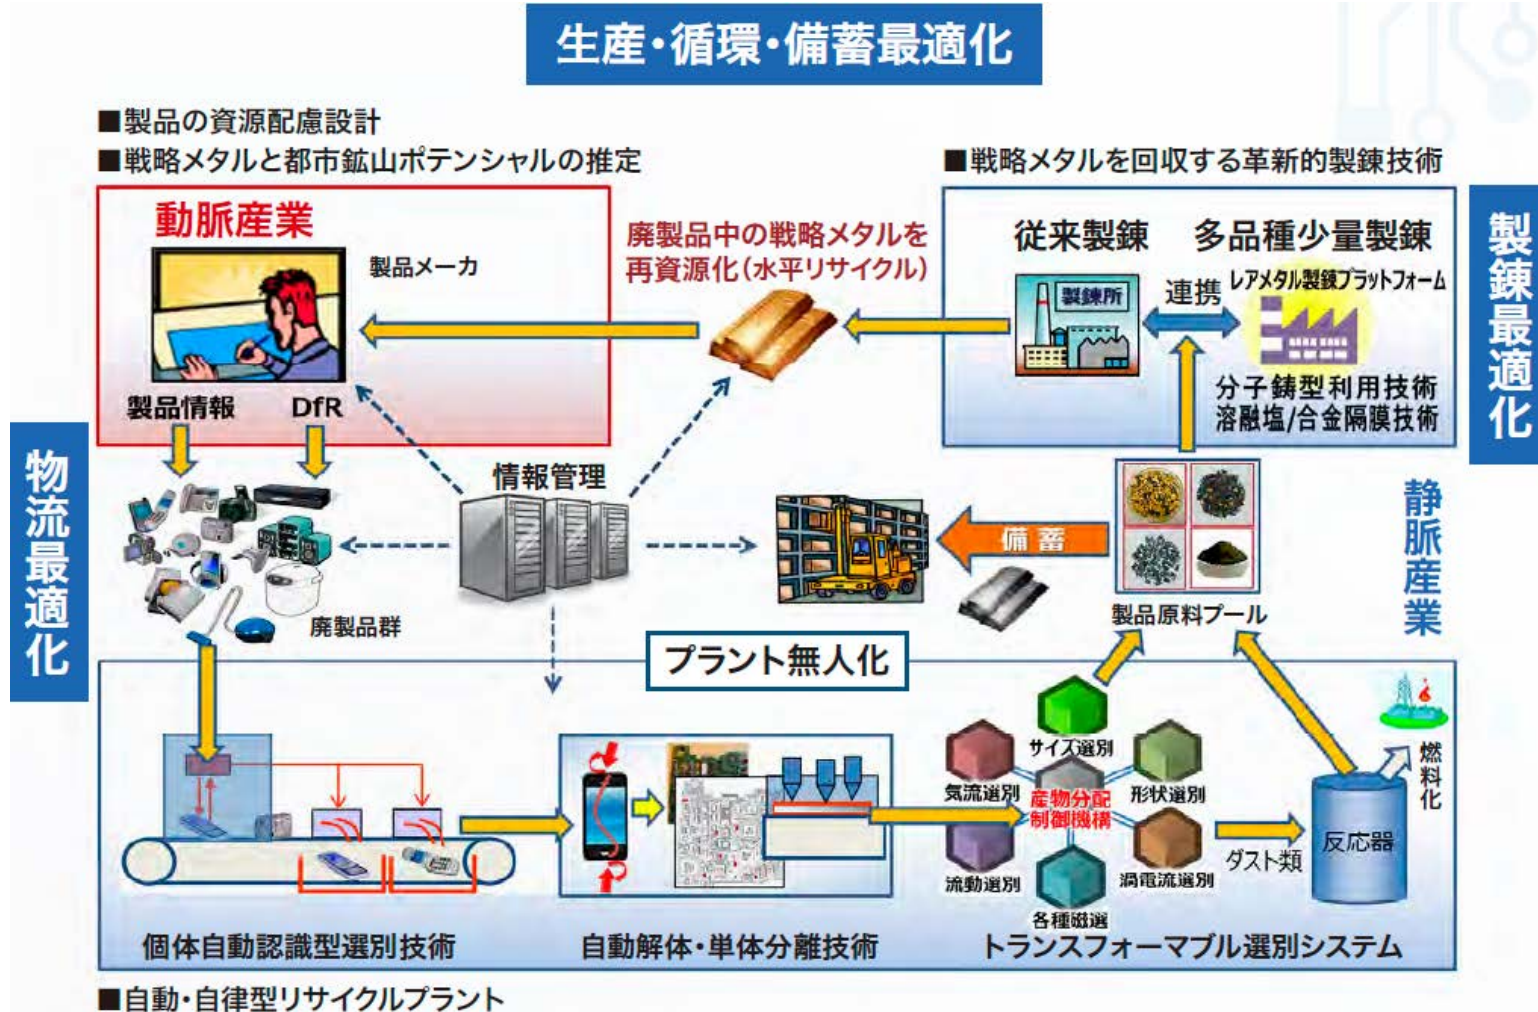 生産・循環・備蓄最適化
■製品の資源配慮設計
■戦略メタルと都市鉱山ポテンシャルの推定
■戦略メタルを回収する革新的製錬技術
動脈産業
製品メーカ
製品情報
DfR
廃製品中の戦略メタルを
再資源化(水平リサイクル)
従来製錬
多品種少量製錬
レアメタル製錬プラットフォーム
製錬所
連携
分子鋳型利用技術
溶融塩/合金隔膜技術
製錬最適化
物流最適化
情報管理
廃製品群
備蓄
製品原料プール
静脈産業
プラント無人化
サイズ選別
気流選別
形状選別
産物分配
制御機構
流動選別
渦電流選別
各種磁選
ダスト類
反応器
燃料化
個体自動認識型選別技術
自動解体・単体分離技術
トランスフォーマブル選別システム
■自動・自律型リサイクルプラント